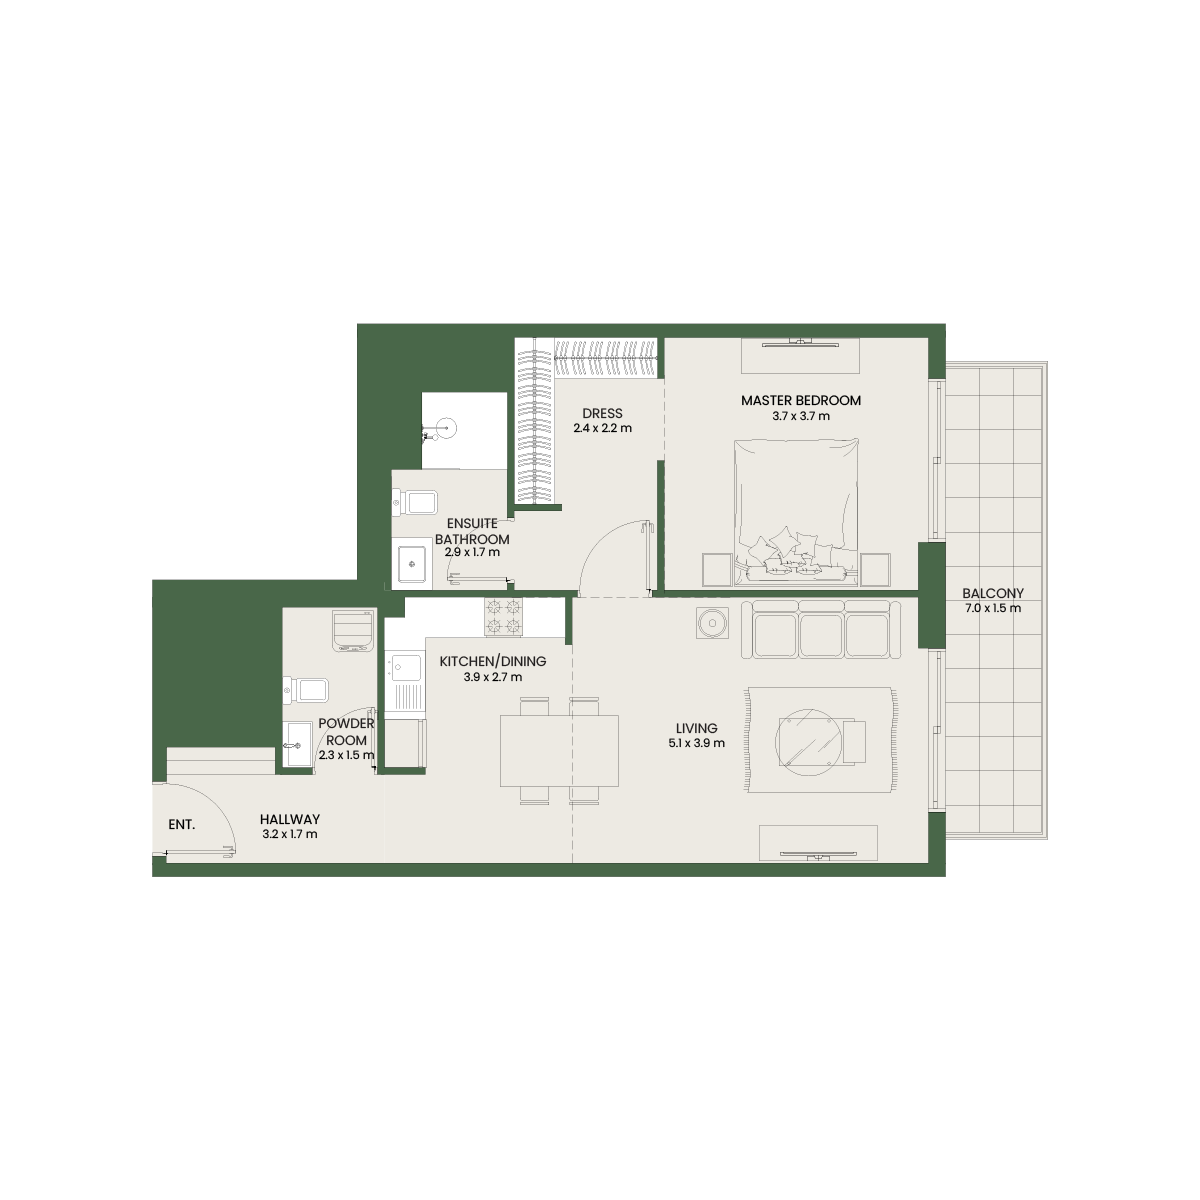 MASTER BEDROOM
3.7 x 3.7 m
DRESS
2.4 x 2.2 m
ENSUITE
BATHROOM
2.9 x 1.7 m
BALCONY
7.0 x 1.5 m
KITCHEN/DINING
3.9 x 2.7 m
POWDER
ROOM
2.3 x 1.5 m
LIVING
5.1 x 3.9 m
ENT.
HALLWAY
3.2 x 1.7 m